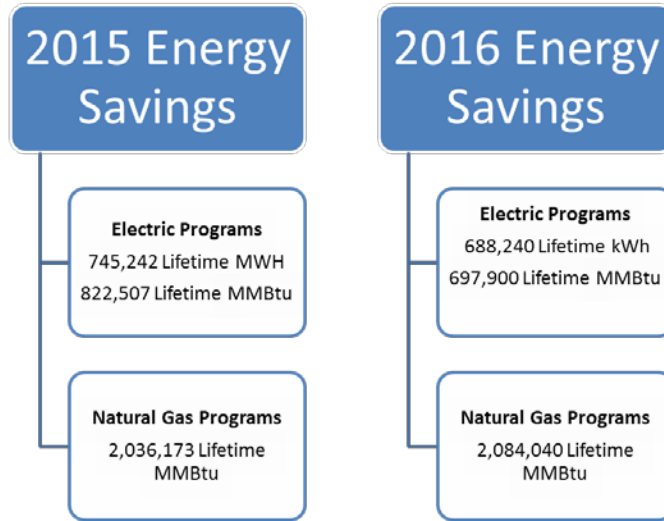 2015 Energy
Savings
Electric Programs
745,242 Lifetime MWH
822,507 Lifetime MMBtu
Natural Gas Programs
2,036,173 Lifetime
MMBtu
2016 Energy
Savings
Electric Programs
688,240 Lifetime kWh
697,900 Lifetime MMBtu
Natural Gas Programs
2,084,040 Lifetime
MMBtu